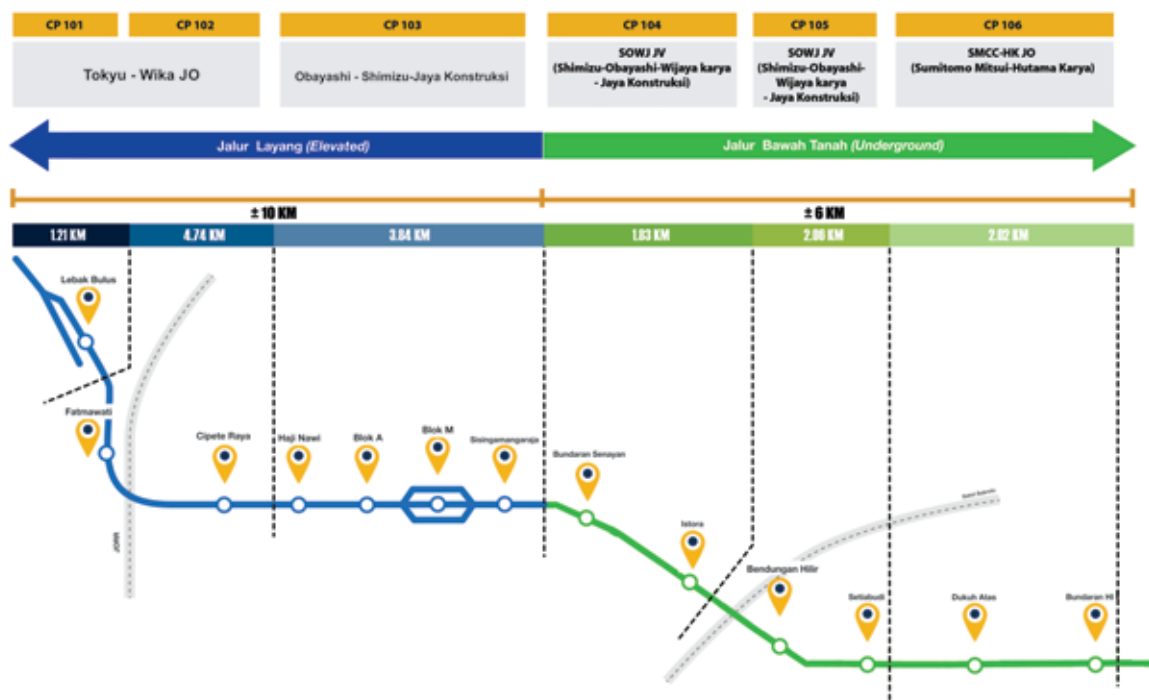 CP 101
CP 102
CP 103
CP 104
CP 105
CP 106
Tokyu - Wika JO
Obayashi - Shimizu-Jaya Konstruksi
SOWJ JV
(Shimizu-Obayashi-Wijaya karya
- Jaya Konstruksi)
SOWJ JV
(Shimizu-Obayashi-
Wijaya karya
- Jaya Konstruksi)
SMCC-HK JO
(Sumitomo Mitsui-Hutama Karya)
Jalur Layang (Elevated)
Jalur Bawah Tanah (Underground)
± 10 KM
± 6 KM
1.21 KM
4.74 KM
3.84 KM
1.83 KM
2.06 KM
2.02 KM
Lebak Bulus
Fatmawati
Cipete Raya
Haji Nawi
Blok A
Blok M
Sisingamangaraja
Bundaran Senayan
Istora
Bendungan Hilir
Setiabudi
Dukuh Atas
Bundaran HI